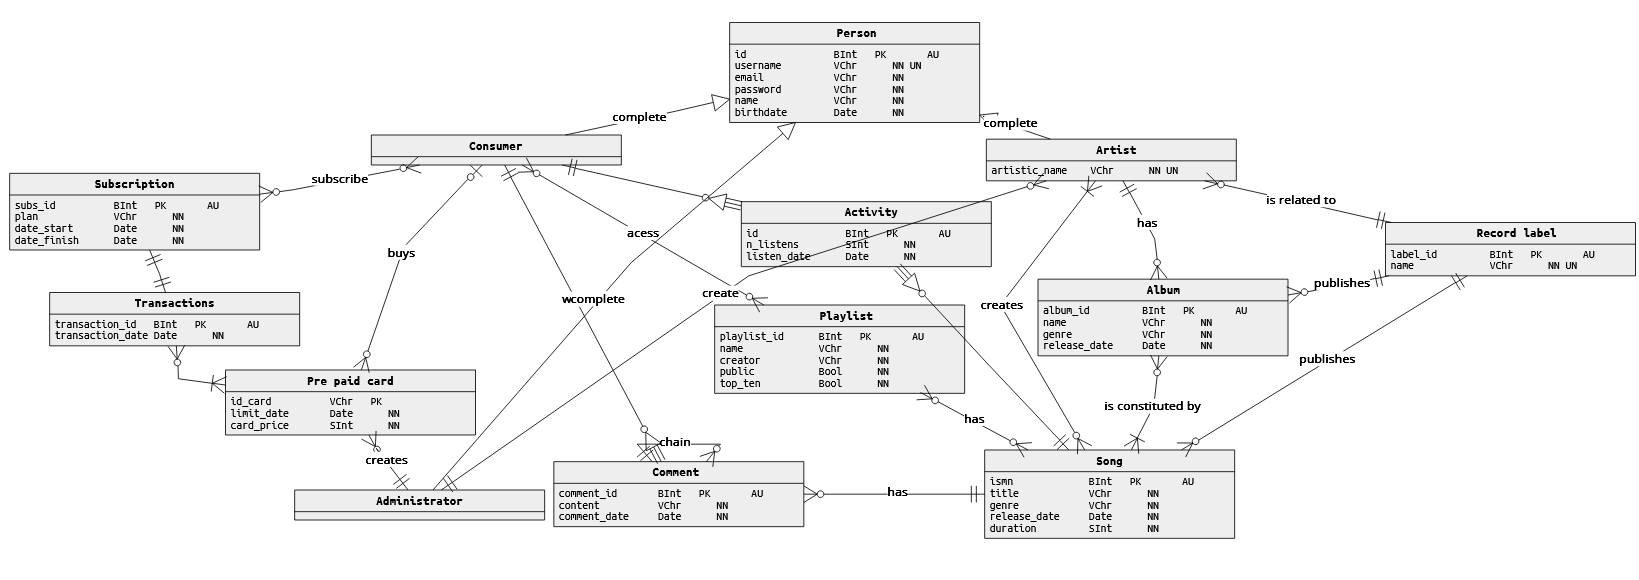 Person
id BInt PK AU
username VChr NN UN
email VChr NN
password VChr NN
name VChr NN
birthdate Date NN
complete
complete
Consumer
Artist
artistic_name VChr NN UN
Subscription
subs_id BInt PK AU
plan VChr NN
date_start Date NN
date_finish Date NN
subscribe
is related to
Activity
id BInt PK AU
n_listens SInt NN
listen_date Date NN
has
acess
Record label
label_id BInt PK AU
name VChr NN UN
buys
publishes
Transactions
transaction_id BInt PK AU
transaction_date Date NN
wcomplete
create
creates
Album
album_id BInt PK AU
name VChr NN
genre VChr NN
release_date Date NN
Playlist
playlist_id BInt PK AU
name VChr NN
creator VChr NN
public Bool NN
top_ten Bool NN
publishes
Pre paid card
id_card VChr PK
limit_date Date NN
card_price SInt NN
is constituted by
has
chain
creates
Comment
comment_id BInt PK AU
content VChr NN
comment_date Date NN
has
Song
ismn BInt PK AU
title VChr NN
genre VChr NN
release_date Date NN
duration SInt NN
Administrator